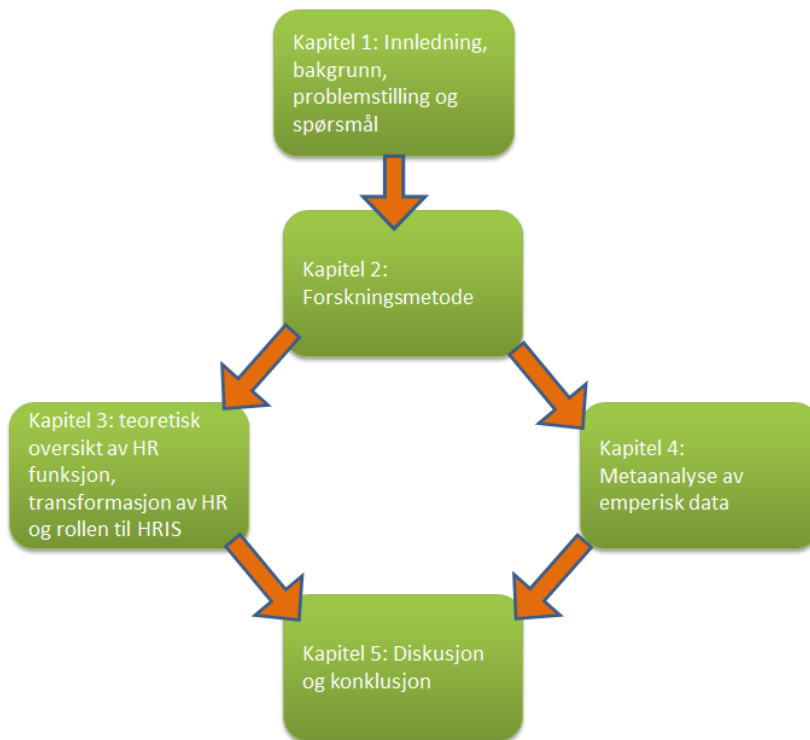 Kapitel 1: Innledning,
bakgrunn,
problemstilling og
spørsmål
Kapitel 2:
Forskningsmetode
Kapitel 3: teoretisk
oversikt av HR
funksjon,
transformasjon av HR
og rollen til HRIS
Kapitel 4:
Metaanalyse av
emperisk data
Kapitel 5: Diskusjon
og konklusjon